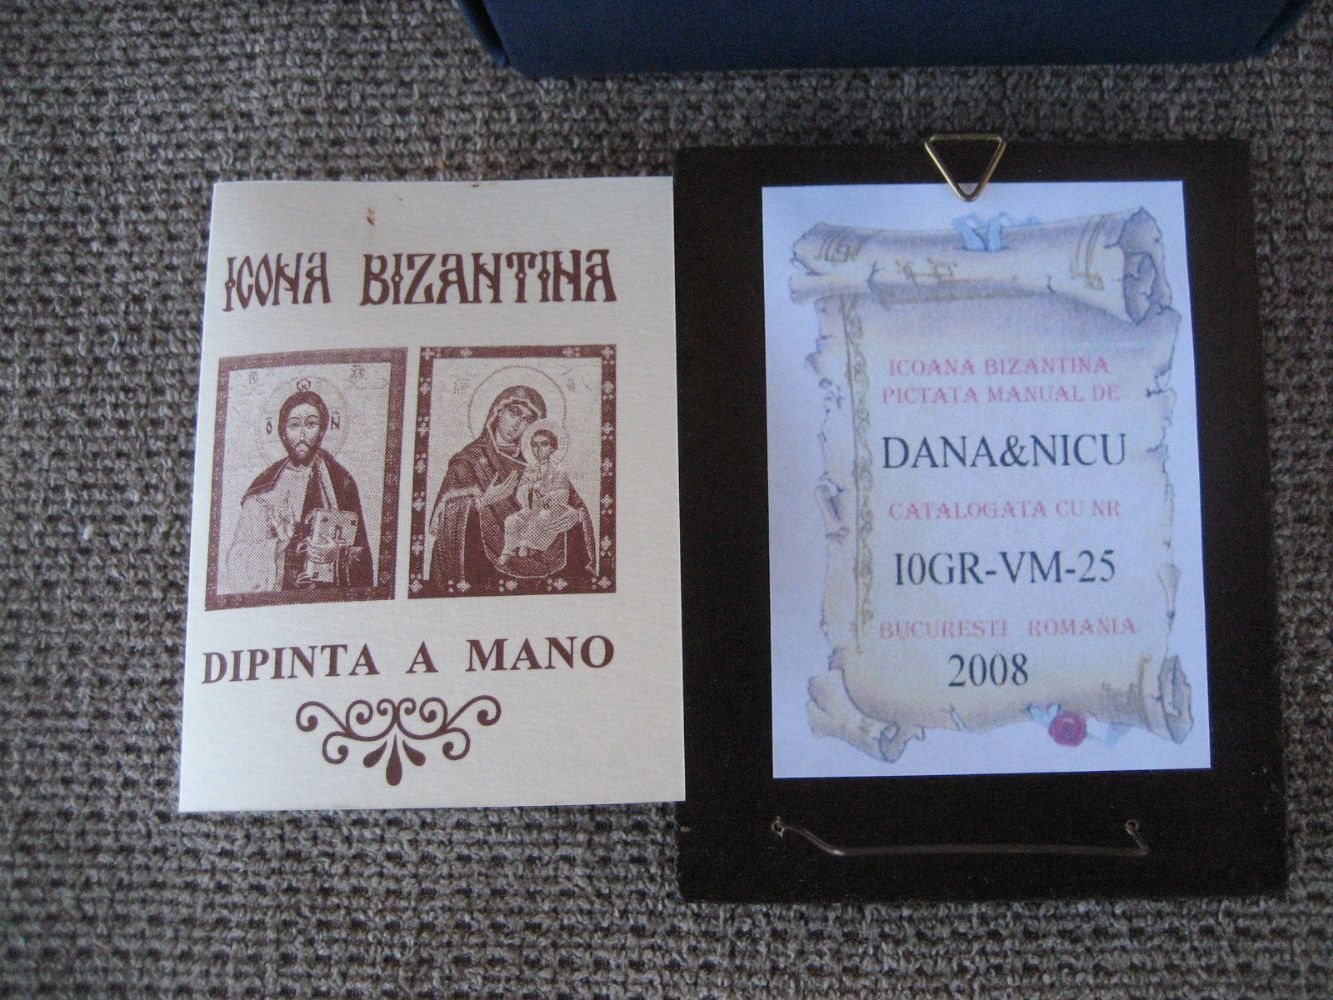 ICONA BIZANTINA
DIPINTA A MANO
ICOANA BIZANTINA
PICTATA MANUAL DE
DANA&NICU
CATALOGATA CU NR
I0GR-VM-25
BUCURESTI ROMANIA
2008